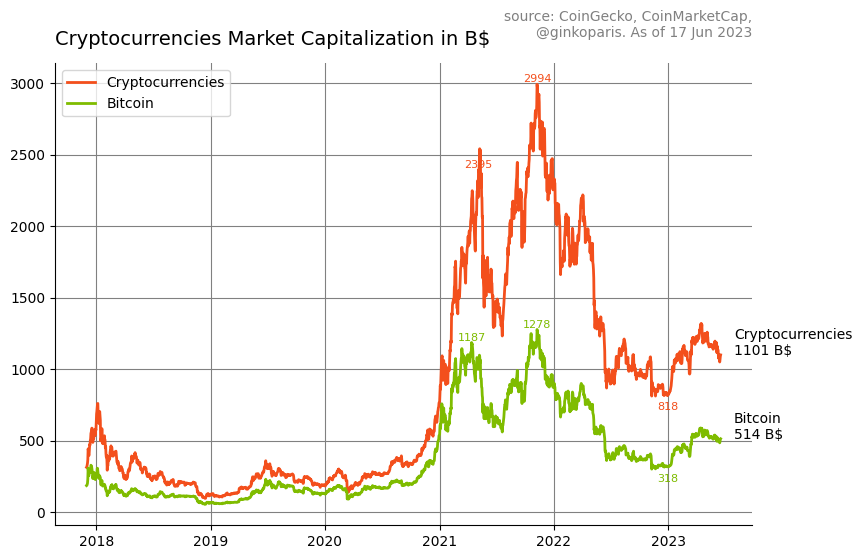 source: CoinGecko, CoinMarketCap,
@ginkoparis. As of 17 Jun 2023
Cryptocurrencies Market Capitalization in B$
Cryptocurrencies
Bitcoin
3000
2500
2000
1500
1000
500
0
2994
2395
1187
1278
818
318
Cryptocurrencies
1101 B$
Bitcoin
514 B$
2018 2019 2020 2021 2022 2023